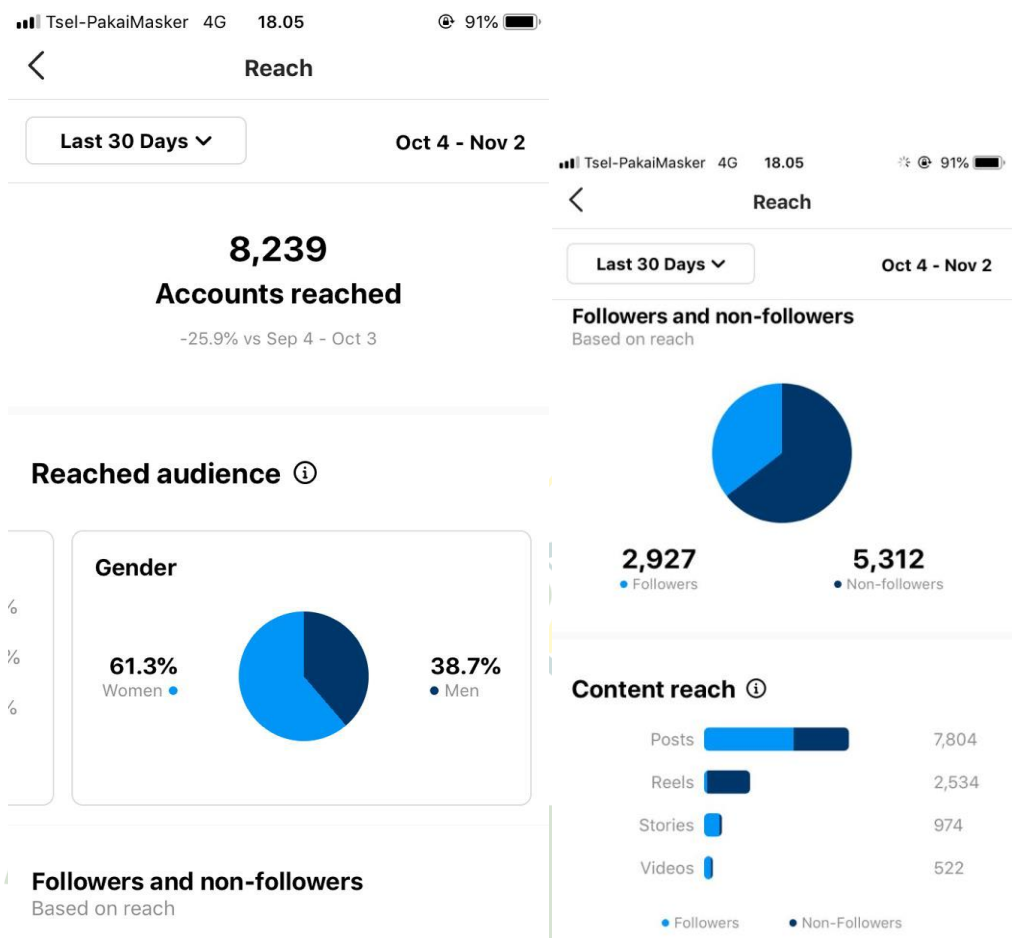 Tsel-PakaiMasker 4G 18.05 91%
Reach
Last 30 Days Oct 4 - Nov 2
8,239
Accounts reached
-25.9% vs Sep 4 - Oct 3
Reached audience
%
%
%
Gender
61.3% 38.7%
Women Men
Followers and non-followers
Based on reach
Tsel-PakaiMasker 4G 18.05 91%
Reach
Last 30 Days Oct 4 - Nov 2
Followers and non-followers
Based on reach
2,927 5,312
Followers Non-followers
Content reach
Posts 7,804
Reels 2,534
Stories 974
Videos 522
Followers Non-Followers